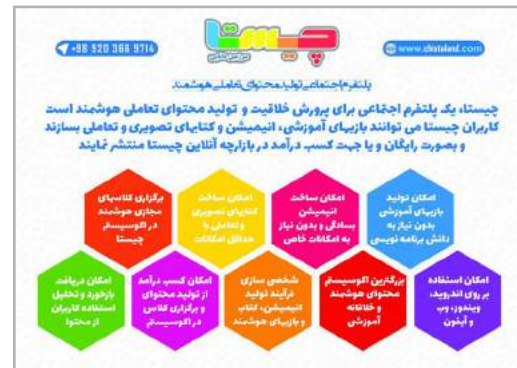 +98 920 366 9714
چیستا
www.chistaland.com
پلتفرم اجتماعی تولید محتوای تعاملی هوشمند
چیستا، یک پلتفرم اجتماعی برای پرورش خلاقیت و تولید محتوای تعاملی هوشمند است
کاربران چیستا می توانند بازیهای آموزشی، انیمیشن و کتابهای تصویری و تعاملی بسازند
و بصورت رایگان و یا جهت کسب درآمد در بازارچه آنلاین چیستا منتشر نمایند
امکان تولید
بازیهای آموزشی
بدون نیاز به
دانش برنامه نویسی
امکان ساخت
انیمیشن
بسادگی و بدون نیاز
به امکانات خاص
امکان ساخت
کتابهای تصویری
و تعاملی با
حداقل امکانات
برگزاری کلاسهای
مجازی هوشمند
در اکوسیستم
چیستا
امکان استفاده
بر روی اندروید،
ویندوز، وب
و آیفون
بزرگترین اکوسیستم
محتوای هوشمند
و خلاقانه
آموزشی
شخصی سازی
فرآیند تولید
انیمیشن، کتاب
و بازیهای هوشمند
امکان کسب درآمد
از تولید محتوای
و برگزاری کلاس
در اکوسیستم
امکان دریافت
بازخورد و تحلیل
استفاده کاربران
از محتوا